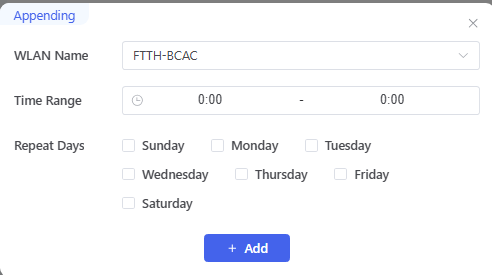 Appending
WLAN Name FTTH-BCAC
Time Range 0:00 - 0:00
Repeat Days Sunday Monday Tuesday
Wednesday Thursday Friday
Saturday
+ Add